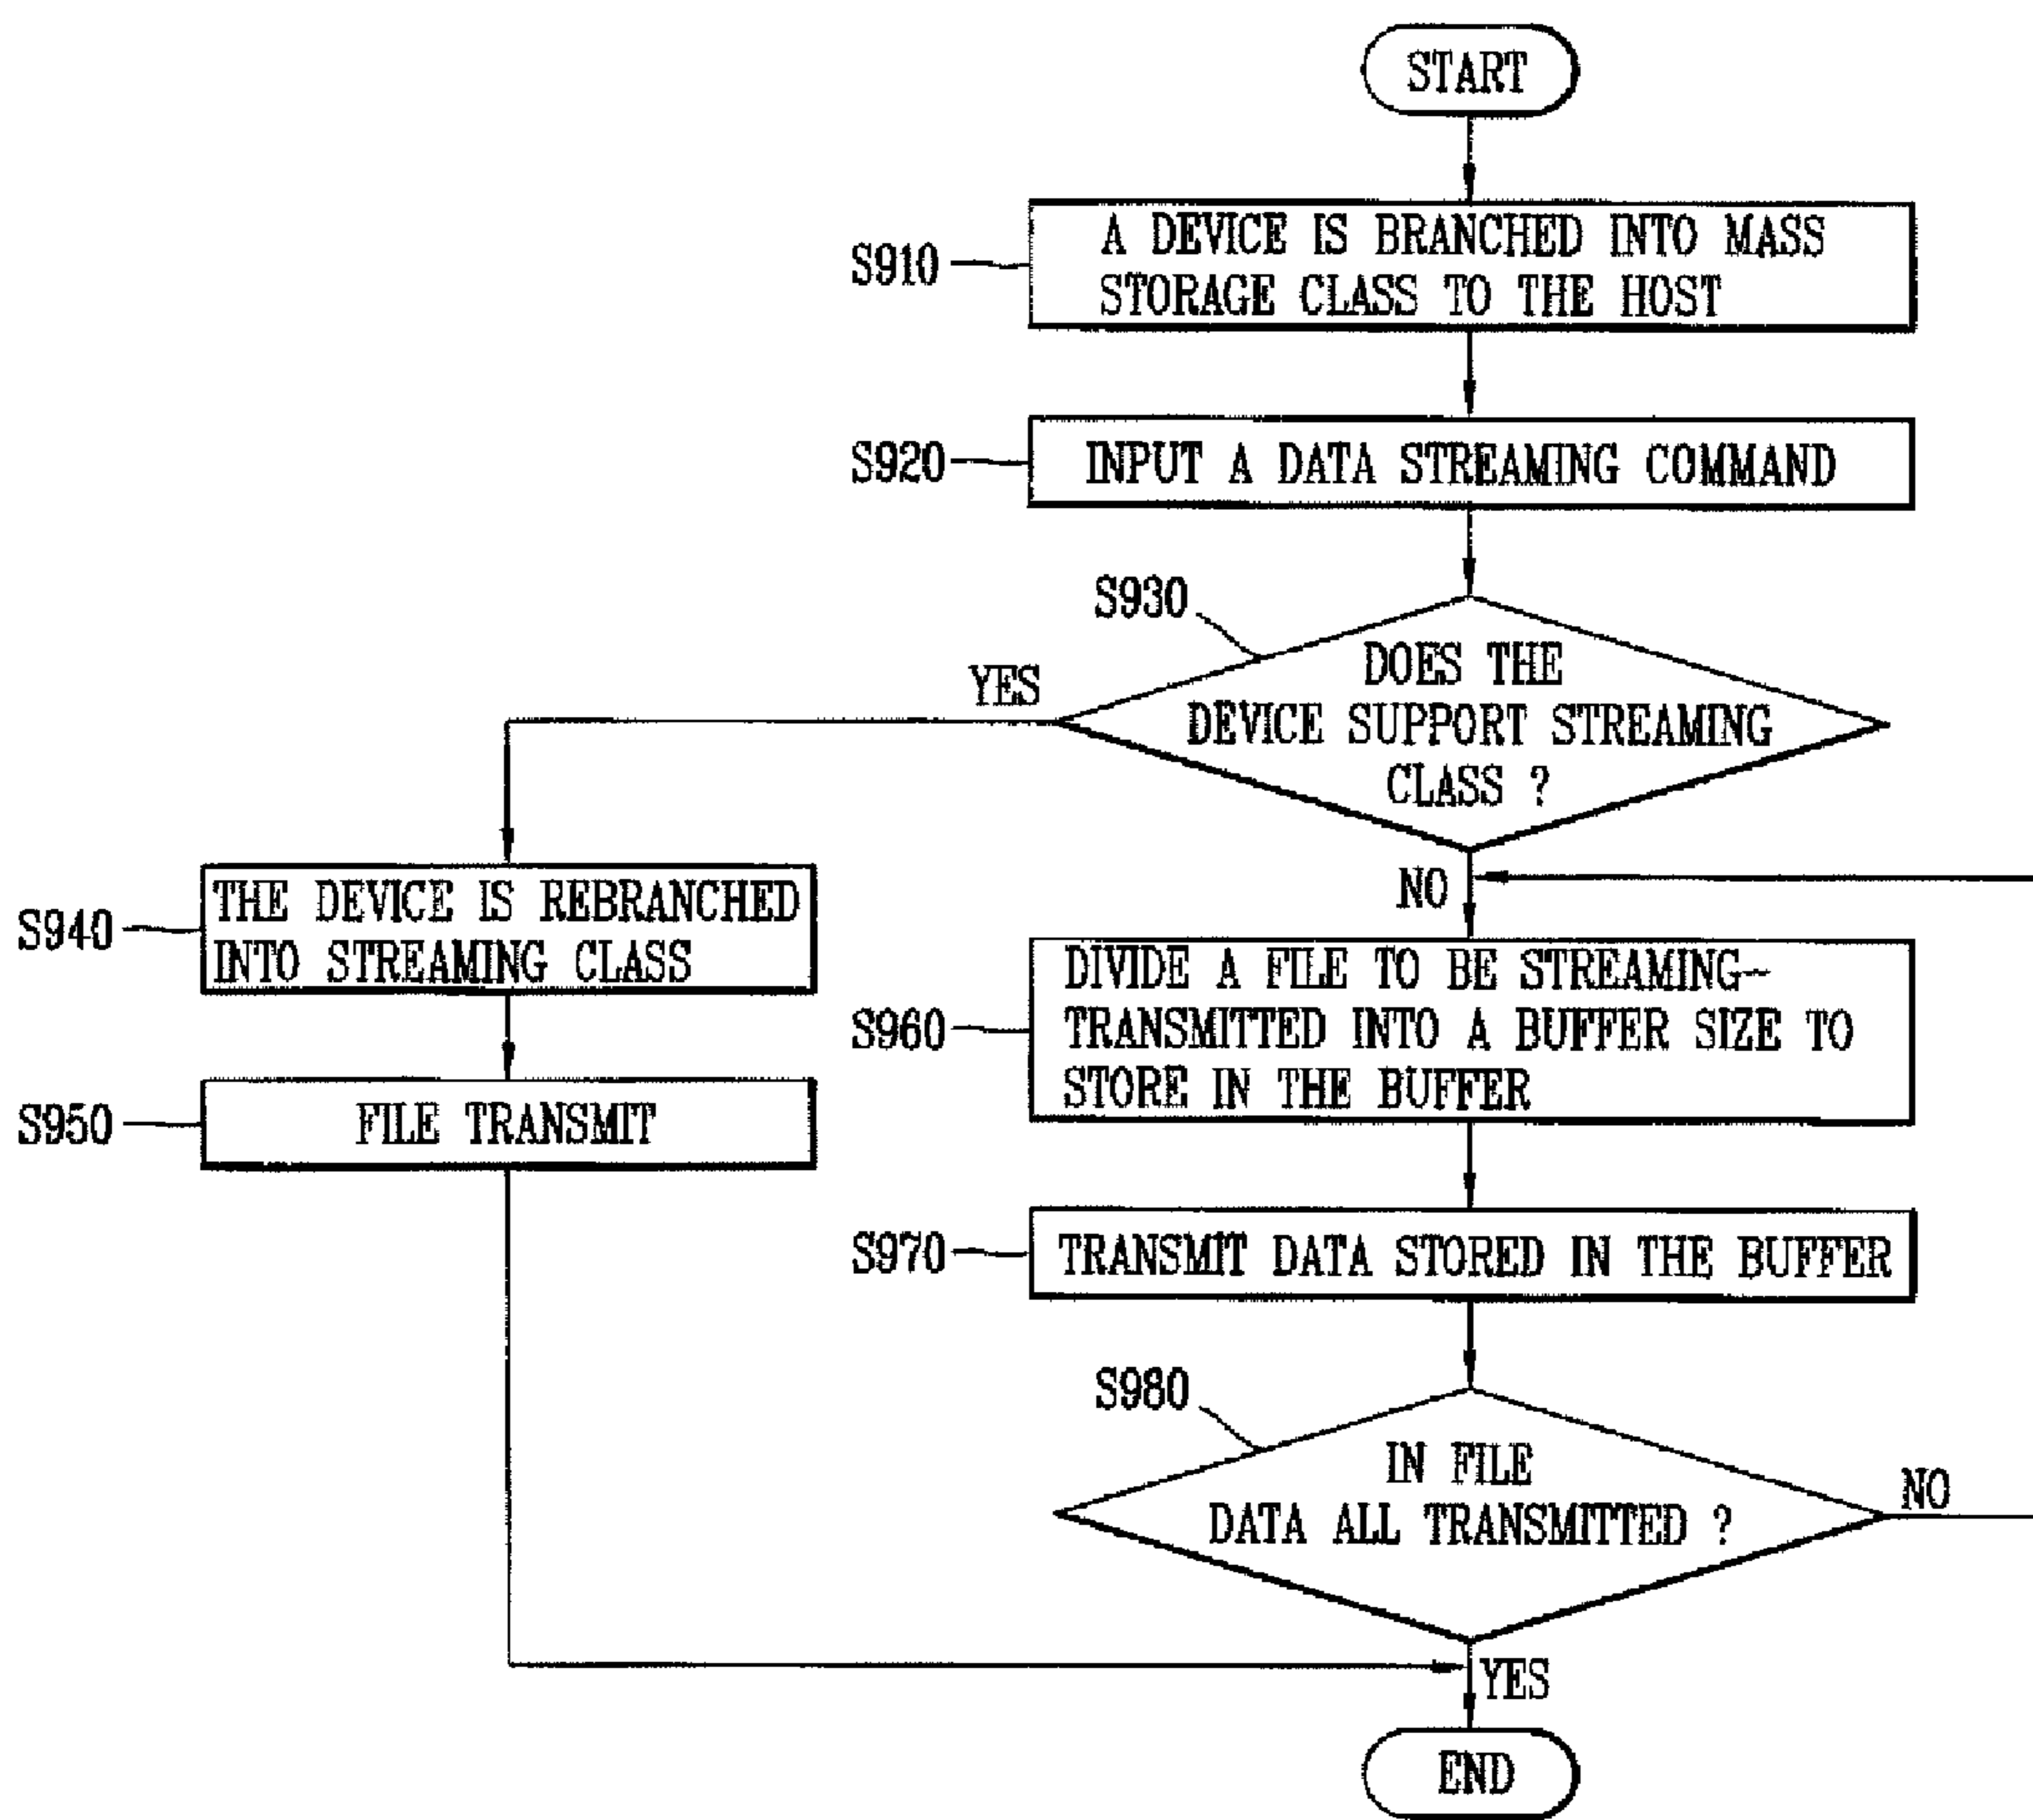 START
S910
A DEVICE IS BRANCHED INTO MASS
STORAGE CLASS TO THE HOST
S920
INPUT A DATA STREAMING COMMAND
S930
DOES THE
DEVICE SUPPORT STREAMING
CLASS ?
YES
NO
S940
THE DEVICE IS REBRANCHED
INTO STREAMING CLASS
S950
FILE TRANSMIT
S960
DIVIDE A FILE TO BE STREAMING-
TRANSMITTED INTO A BUFFER SIZE TO
STORE IN THE BUFFER
S970
TRANSMIT DATA STORED IN THE BUFFER
S980
IN FILE
DATA ALL TRANSMITTED ?
NO
YES
END